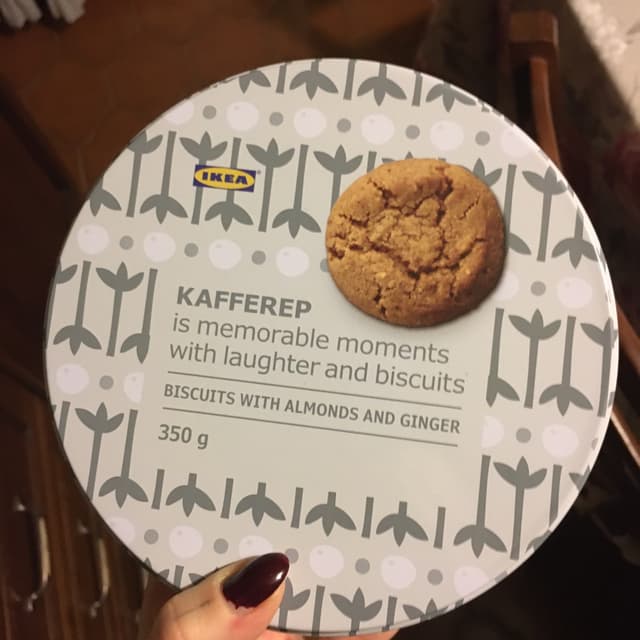 IKEA
KAFFEREP
is memorable moments
with laughter and biscuits
BISCUITS WITH ALMONDS AND GINGER
350 g